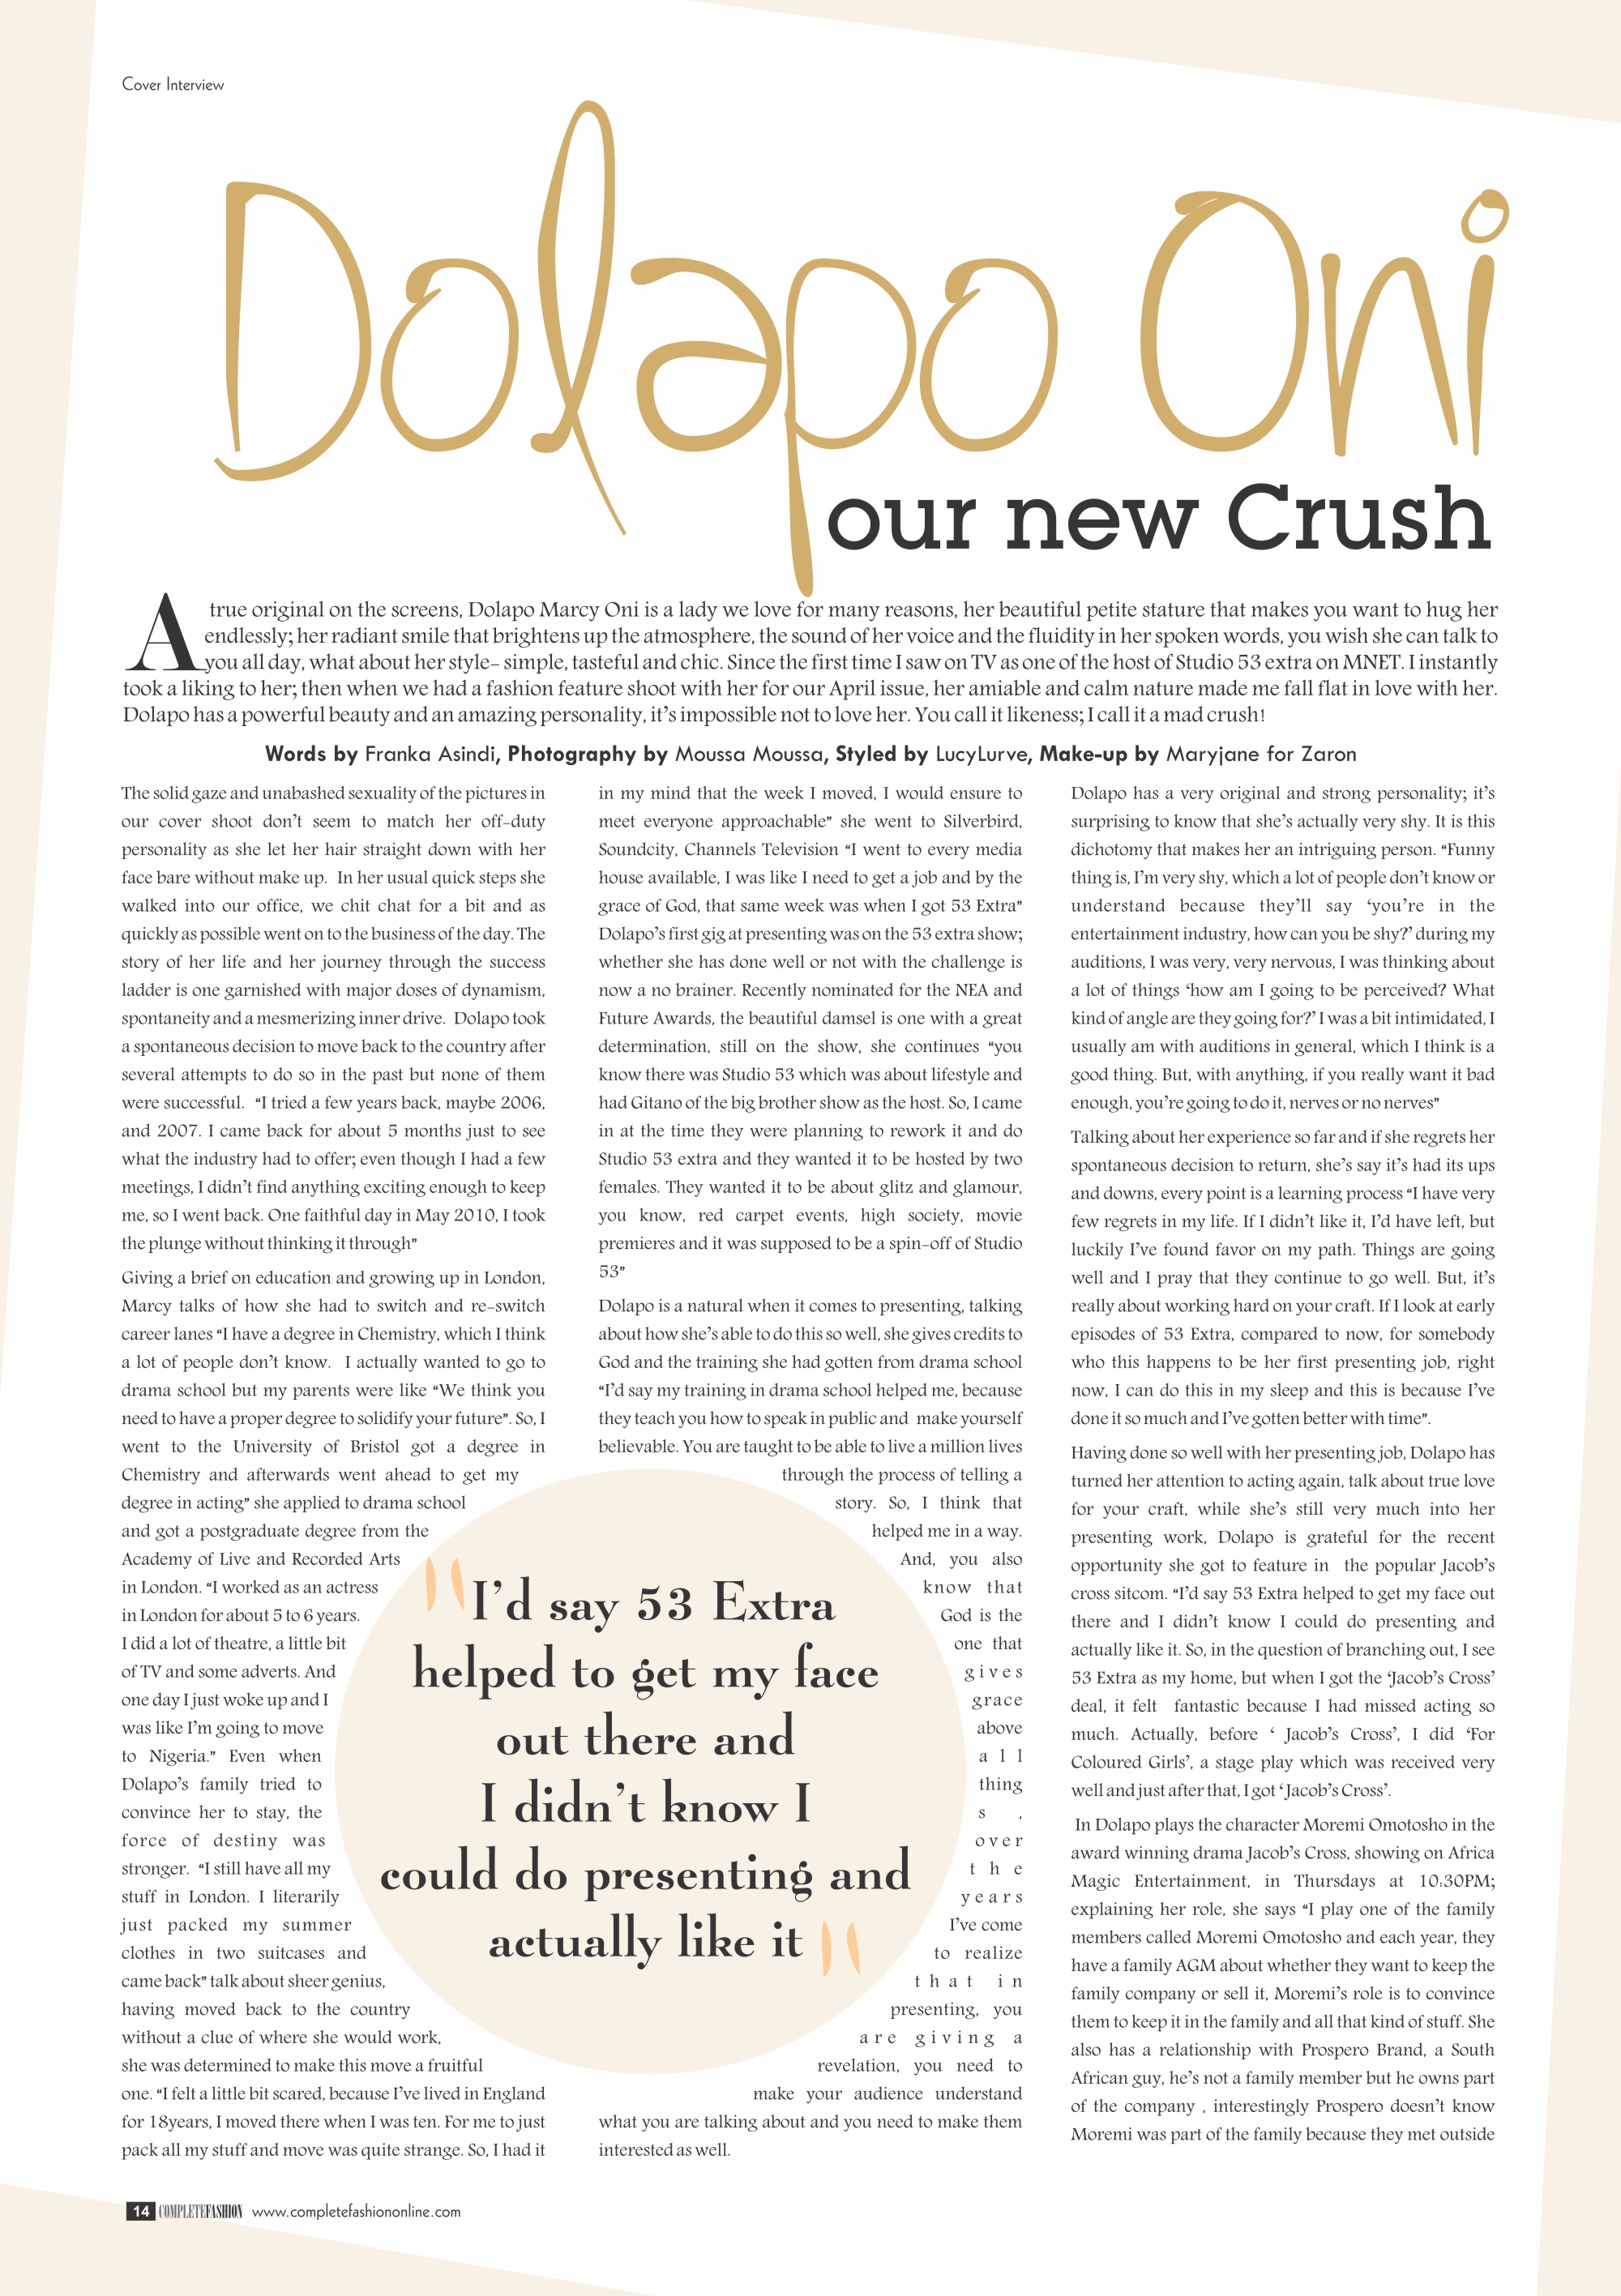 Cover Interview
Dolapo Oni
our new Crush
A true original on the screens, Dolapo Marcy Oni is a lady we love for many reasons, her beautiful petite stature that makes you want to hug her
endlessly; her radiant smile that brightens up the atmosphere, the sound of her voice and the fluidity in her spoken words, you wish she can talk to
you all day, what about her style- simple, tasteful and chic. Since the first time I saw on TV as one of the host of Studio 53 extra on MNET. I instantly
took a liking to her; then when we had a fashion feature shoot with her for our April issue, her amiable and calm nature made me fall flat in love with her.
Dolapo has a powerful beauty and an amazing personality, it's impossible not to love her. You call it likeness; I call it a mad crush!
Words by Franka Asindi, Photography by Moussa Moussa, Styled by LucyLurve, Make-up by Maryjane for Zaron
The solid gaze and unabashed sexuality of the pictures in
our cover shoot don't seem to match her off-duty
personality as she let her hair straight down with her
face bare without make up. In her usual quick steps she
walked into our office, we chit chat for a bit and as
quickly as possible went on to the business of the day. The
story of her life and her journey through the success
ladder is one garnished with major doses of dynamism,
spontaneity and a mesmerizing inner drive. Dolapo took
a spontaneous decision to move back to the country after
several attempts to do so in the past but none of them
were successful. “I tried a few years back, maybe 2006,
and 2007. I came back for about 5 months just to see
what the industry had to offer; even though I had a few
meetings, I didn't find anything exciting enough to keep
me, so I went back. One faithful day in May 2010, I took
the plunge without thinking it through”
Giving a brief on education and growing up in London,
Marcy talks of how she had to switch and re-switch
career lanes “I have a degree in Chemistry, which I think
a lot of people don't know. I actually wanted to go to
drama school but my parents were like “We think you
need to have a proper degree to solidify your future”. So, I
went to the University of Bristol got a degree in
Chemistry and afterwards went ahead to get my
degree in acting” she applied to drama school
and got a postgraduate degree from the
Academy of Live and Recorded Arts
in London. “I worked as an actress
in London for about 5 to 6 years.
I did a lot of theatre, a little bit
of TV and some adverts. And
one day I just woke up and I
was like I'm going to move
to Nigeria.” Even when
Dolapo's family tried to
convince her to stay, the
force of destiny was
stronger. “I still have all my
stuff in London. I literarily
just packed my summer
clothes in two suitcases and
came back” talk about sheer genius,
having moved back to the country
without a clue of where she would work,
she was determined to make this move a fruitful
one. “I felt a little bit scared, because I've lived in England
for 18years, I moved there when I was ten. For me to just
pack all my stuff and move was quite strange. So, I had it
in my mind that the week I moved, I would ensure to
meet everyone approachable” she went to Silverbird,
Soundcity, Channels Television “I went to every media
house available, I was like I need to get a job and by the
grace of God, that same week was when I got 53 Extra”
Dolapo's first gig at presenting was on the 53 extra show;
whether she has done well or not with the challenge is
now a no brainer. Recently nominated for the NEA and
Future Awards, the beautiful damsel is one with a great
determination, still on the show, she continues “you
know there was Studio 53 which was about lifestyle and
had Gitano of the big brother show as the host. So, I came
in at the time they were planning to rework it and do
Studio 53 extra and they wanted it to be hosted by two
females. They wanted it to be about glitz and glamour,
you know, red carpet events, high society, movie
premieres and it was supposed to be a spin-off of Studio
53”
Dolapo is a natural when it comes to presenting, talking
about how she's able to do this so well, she gives credits to
God and the training she had gotten from drama school
“I'd say my training in drama school helped me, because
they teach you how to speak in public and make yourself
believable. You are taught to be able to live a million lives
through the process of telling a
story. So, I think that
helped me in a way.
And, you also
know that
God is the
one that
gives
grace
above
all
thing
s ,
over
the
years
I've come
to realize
that in
presenting, you
are giving a
revelation, you need to
make your audience understand
what you are talking about and you need to make them
interested as well.
"I'd say 53 Extra
helped to get my face
out there and
I didn't know I
could do presenting and
actually like it"
Dolapo has a very original and strong personality; it's
surprising to know that she's actually very shy. It is this
dichotomy that makes her an intriguing person. “Funny
thing is, I'm very shy, which a lot of people don't know or
understand because they'll say ‘you're in the
entertainment industry, how can you be shy?’ during my
auditions, I was very, very nervous, I was thinking about
a lot of things ‘how am I going to be perceived? What
kind of angle are they going for?’ I was a bit intimidated, I
usually am with auditions in general, which I think is a
good thing. But, with anything, if you really want it bad
enough, you're going to do it, nerves or no nerves”
Talking about her experience so far and if she regrets her
spontaneous decision to return, she's say it's had its ups
and downs, every point is a learning process “I have very
few regrets in my life. If I didn't like it, I'd have left, but
luckily I've found favor on my path. Things are going
well and I pray that they continue to go well. But, it's
really about working hard on your craft. If I look at early
episodes of 53 Extra, compared to now, for somebody
who this happens to be her first presenting job, right
now, I can do this in my sleep and this is because I've
done it so much and I've gotten better with time”.
Having done so well with her presenting job, Dolapo has
turned her attention to acting again, talk about true love
for your craft, while she's still very much into her
presenting work, Dolapo is grateful for the recent
opportunity she got to feature in the popular Jacob's
cross sitcom. “I'd say 53 Extra helped to get my face out
there and I didn't know I could do presenting and
actually like it. So, in the question of branching out, I see
53 Extra as my home, but when I got the ‘Jacob's Cross’
deal, it felt fantastic because I had missed acting so
much. Actually, before ‘ Jacob's Cross’, I did ‘For
Coloured Girls’, a stage play which was received very
well and just after that, I got ‘ Jacob's Cross’.
In Dolapo plays the character Moremi Omotosho in the
award winning drama Jacob's Cross, showing on Africa
Magic Entertainment, in Thursdays at 10:30PM;
explaining her role, she says “I play one of the family
members called Moremi Omotosho and each year, they
have a family AGM about whether they want to keep the
family company or sell it, Moremi's role is to convince
them to keep it in the family and all that kind of stuff. She
also has a relationship with Prospero Brand, a South
African guy, he's not a family member but he owns part
of the company , interestingly Prospero doesn't know
Moremi was part of the family because they met outside
14 COMPLETEFASHION www.completefashiononline.com